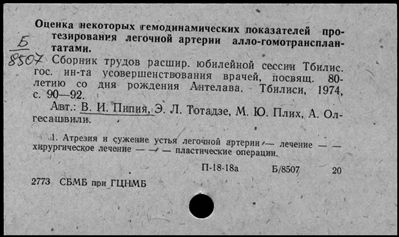 Оценка некоторых гемодинамических показателей про-
тезирования легочной артерии алло-гомотрансплан-
татами.
Б
8507
Сборник трудов расшир. юбилейной сессии Тбилис.
гос. ин-та усовершенствования врачей, посвящ. 80-
летию со дня рождения Антелава. Тбилиси, 1974,
с. 90—92.
Авт.: В. И. Пипия, Э. Л. Тотадзе, М. Ю. Плих, А. Ол-
гесашвили.
1. Атрезия и сужение устья легочной артерии — лечение — —
хирургическое лечение — — — пластические операции.
П-18-18а Б/8507 20
2773 СБМБ при ГЦНМБ